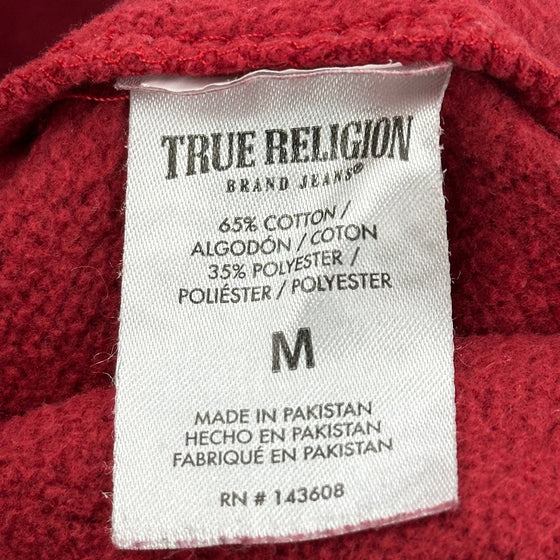 TRUE RELIGION
BRAND JEANS®
65% COTTON /
ALGODÓN / COTON
35% POLYESTER /
POLIÉSTER / POLYESTER
M
MADE IN PAKISTAN
HECHO EN PAKISTAN
FABRIQUÉ EN PAKISTAN
RN # 143608